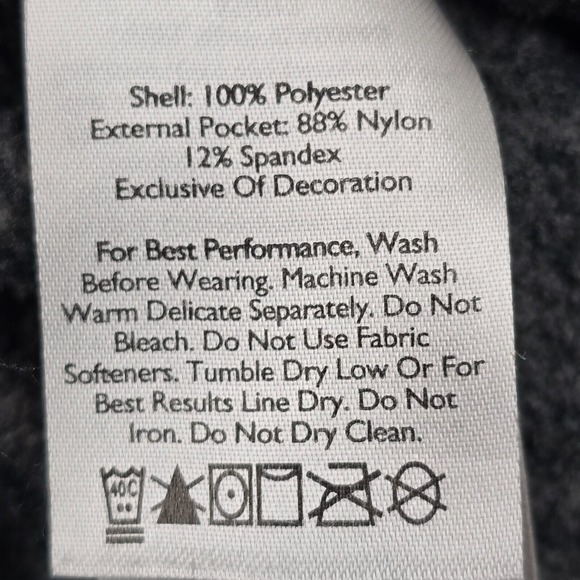 Shell: 100% Polyester
External Pocket: 88% Nylon
12% Spandex
Exclusive Of Decoration
For Best Performance, Wash
Before Wearing. Machine Wash
Warm Delicate Separately. Do Not
Bleach. Do Not Use Fabric
Softeners. Tumble Dry Low Or For
Best Results Line Dry. Do Not
Iron. Do Not Dry Clean.
40C